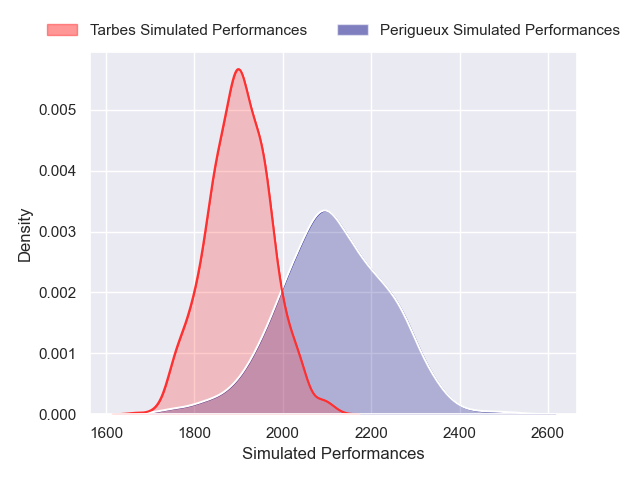 Tarbes Simulated Performances
Perigueux Simulated Performances
Density
0.005
0.004
0.003
0.002
0.001
0.000
1600 1800 2000 2200 2400 2600
Simulated Performances